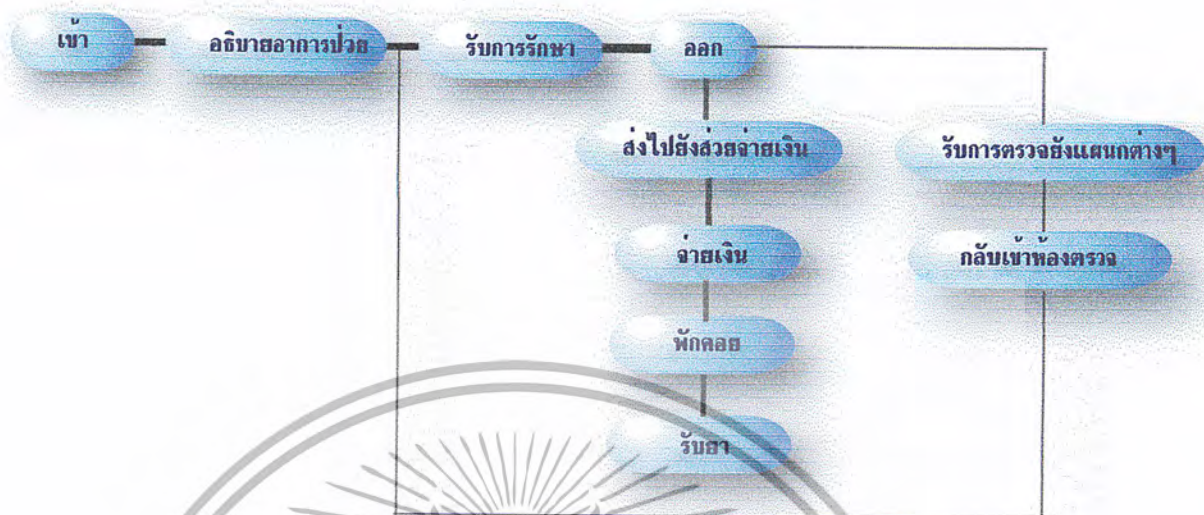 เข้า
อธิบายอาการป่วย
รับการรักษา
ออก
ส่งไปยังส่วยจ่ายเงิน
รับการตรวจยังแผนกต่างๆ
จ่ายเงิน
กลับเข้าห้องตรวจ
พักคอย
รับยา